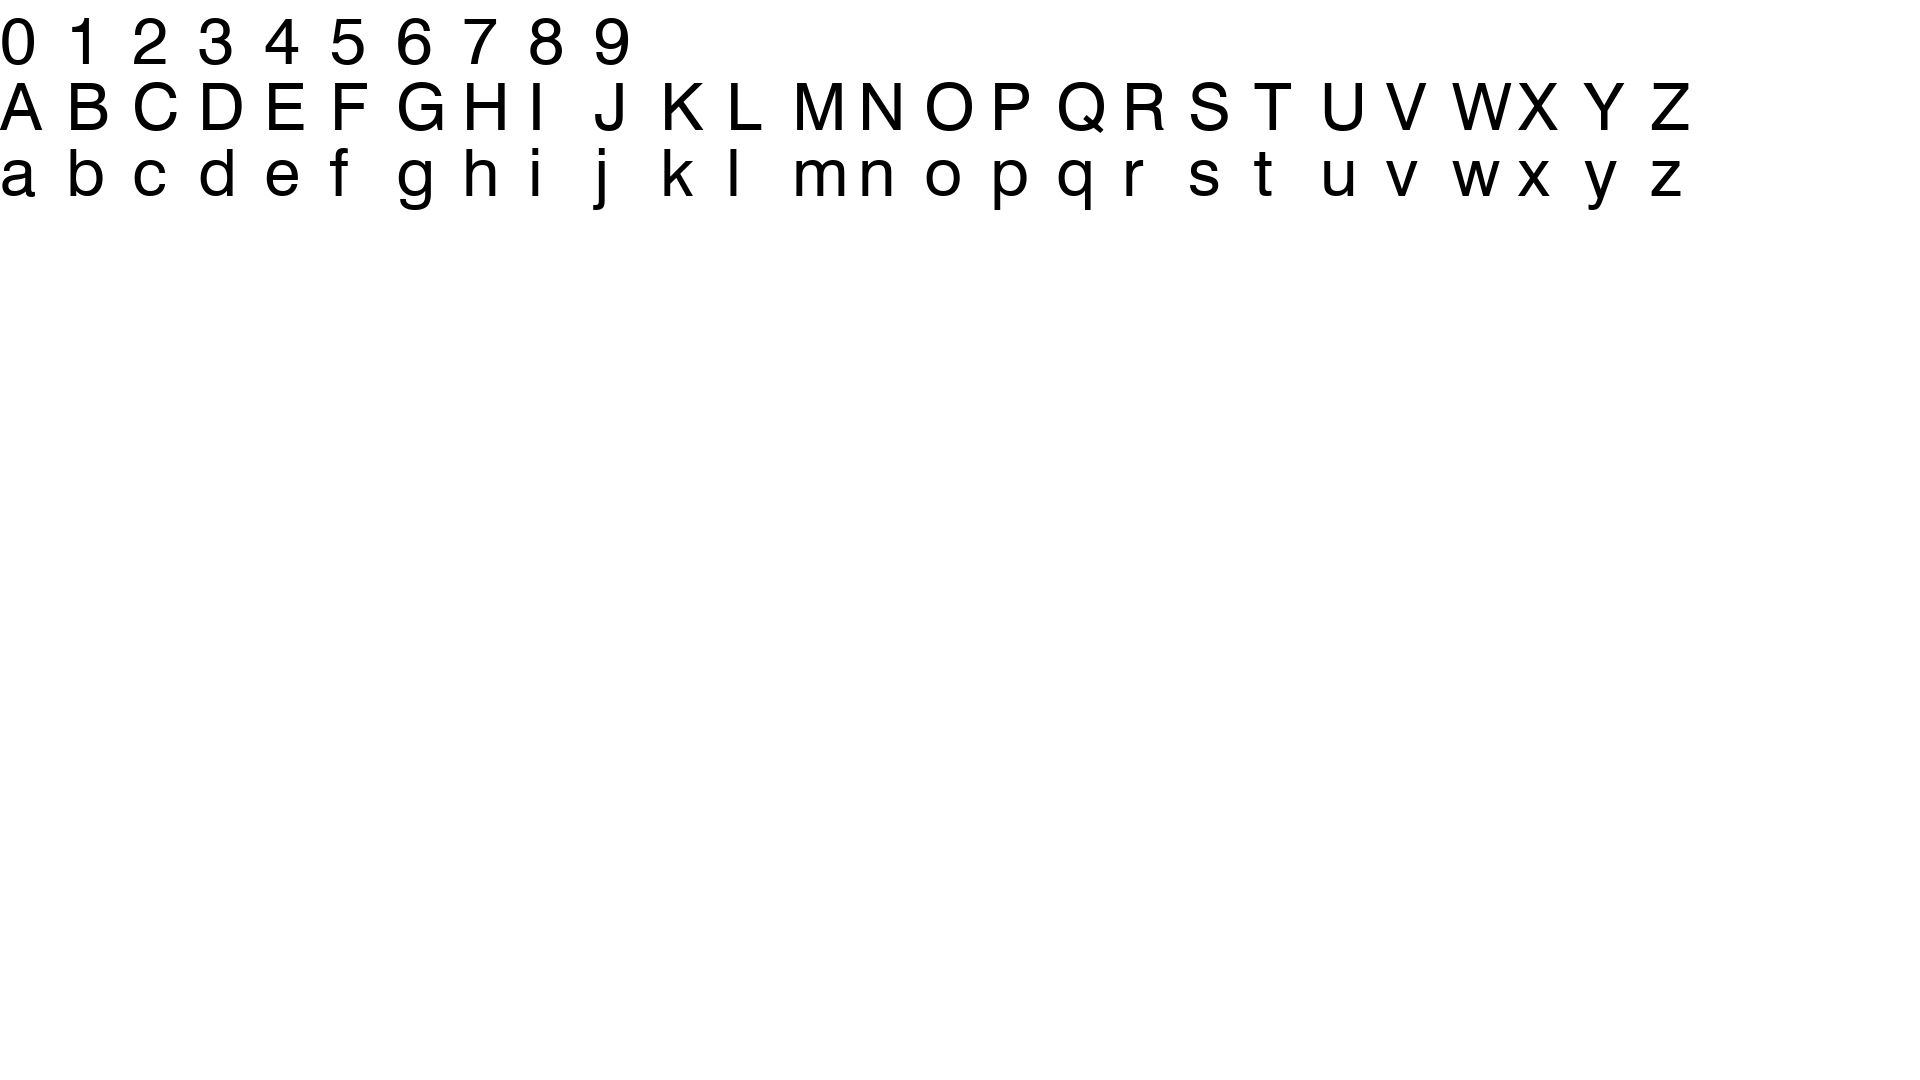 0 1 2 3 4 5 6 7 8 9
A B C D E F G H I J K L M N O P Q R S T U V W X Y Z
a b c d e f g h i j k l m n o p q r s t u v w x y z